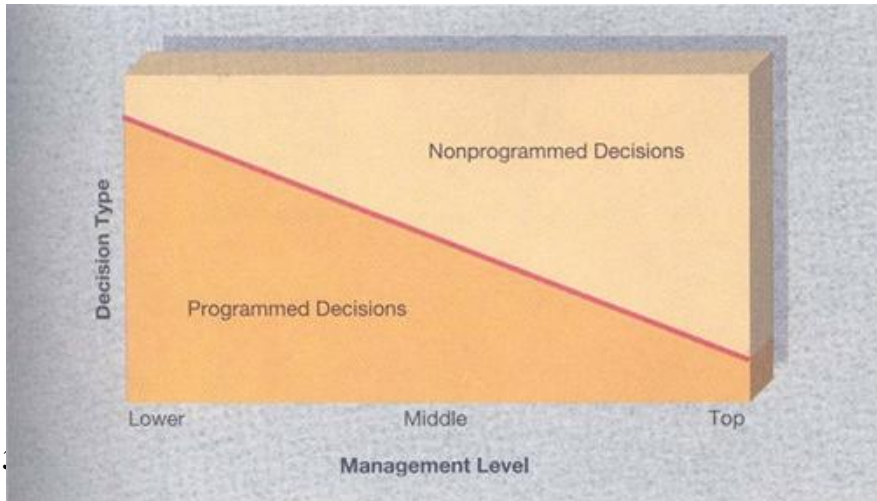 Nonprogrammed Decisions
Decision Type
Programmed Decisions
Lower Middle Top
Management Level